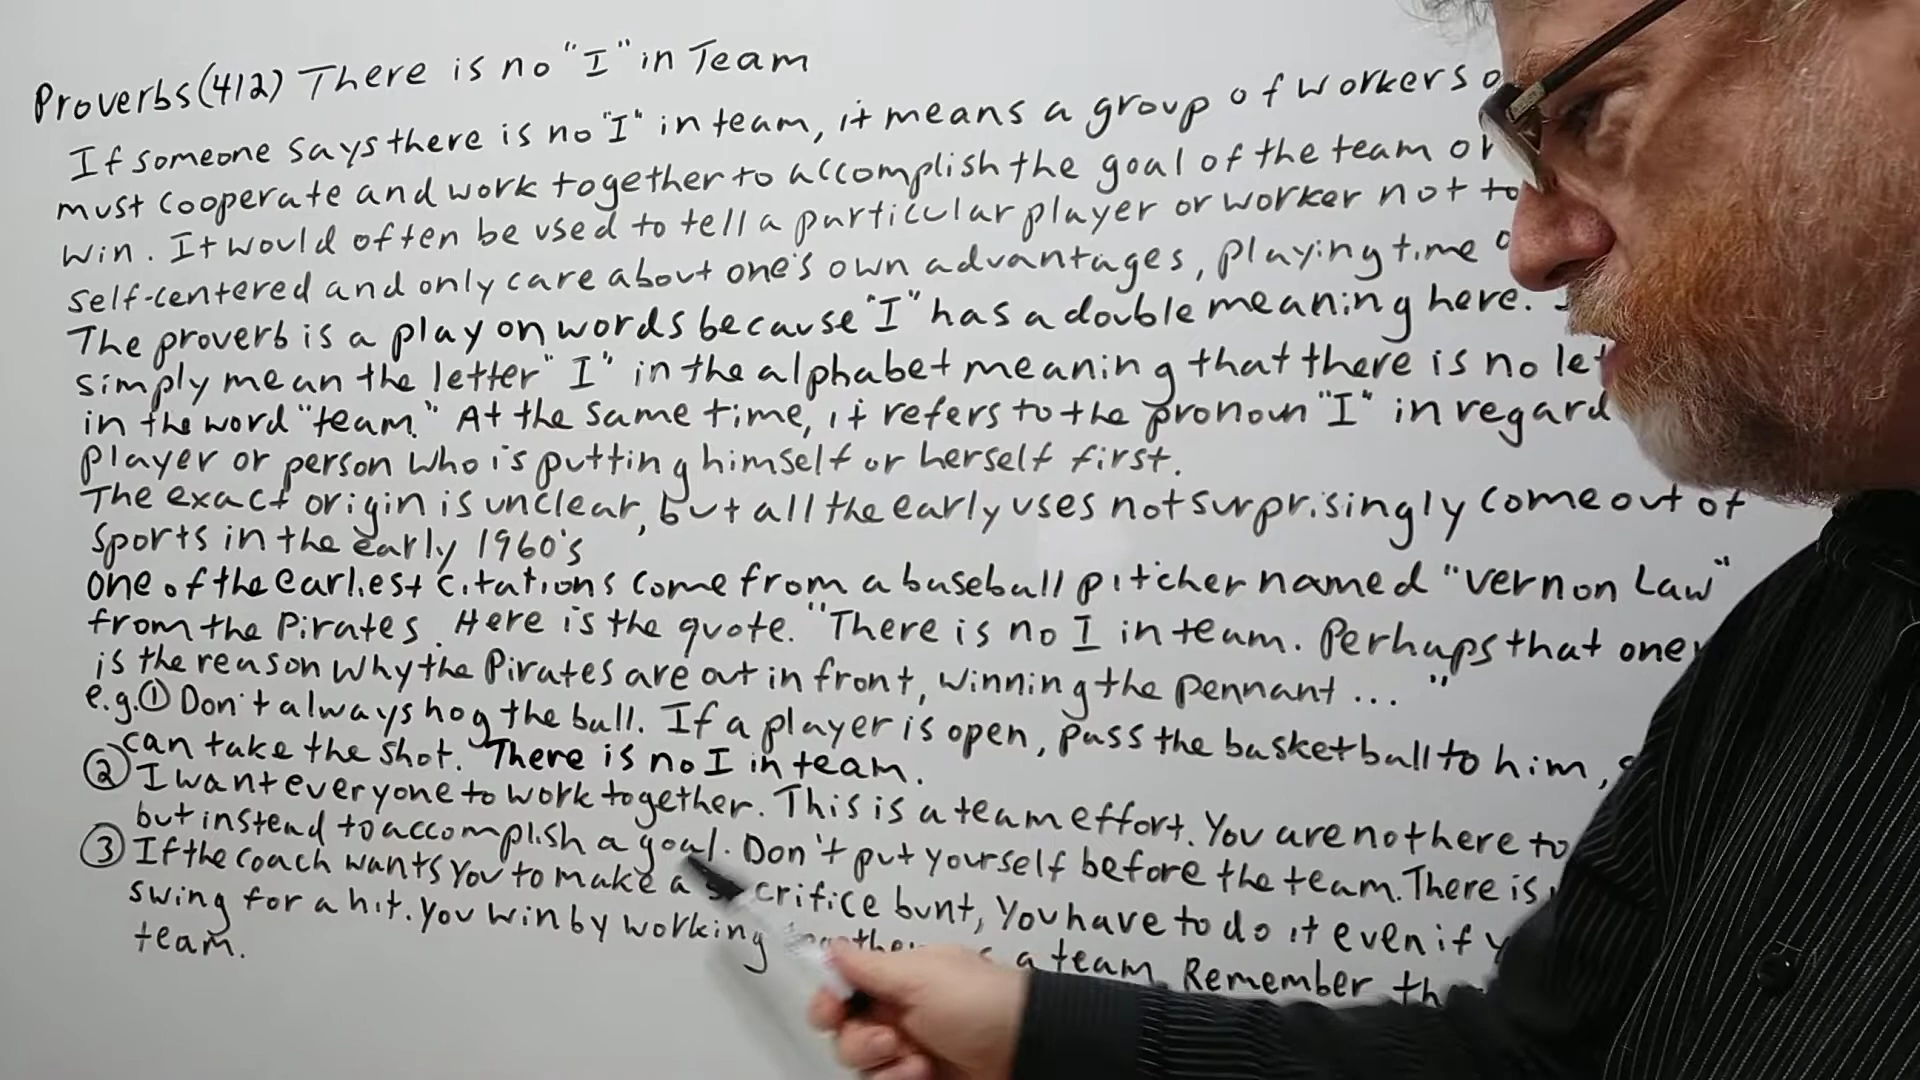 Proverbs (412) There is no "I" in Team
If someone says there is no "I" in team, it means a group of workers
must cooperate and work together to accomplish the goal of the team or
win. It would often be used to tell a particular player or worker not to
self-centered and only care about one's own advantages, playing time
The proverb is a play on words because "I" has a double meaning here.
simply mean the letter "I" in the alphabet meaning that there is no
in the word "team." At the same time, it refers to the pronoun "I" in regard
player or person who is putting himself or herself first.
The exact origin is unclear, but all the early uses not surprisingly come out of
sports in the early 1960's
one of the earliest citations come from a baseball pitcher named "Vernon Law"
from the Pirates. Here is the quote. "There is no I in team. Perhaps that
is the reason why the Pirates are out in front, winning the pennant ... "
e.g. ① Don't always hog the ball. If a player is open, pass the basketball to him,
can take the shot. There is no I in team.
② I want everyone to work together. This is a team effort. You are not here to
but instead to accomplish a goal. Don't put yourself before the team. There is
③ If the coach wants you to make a sacrifice bunt, you have to do it even if
swing for a hit. You win by working a team. Remember
team.